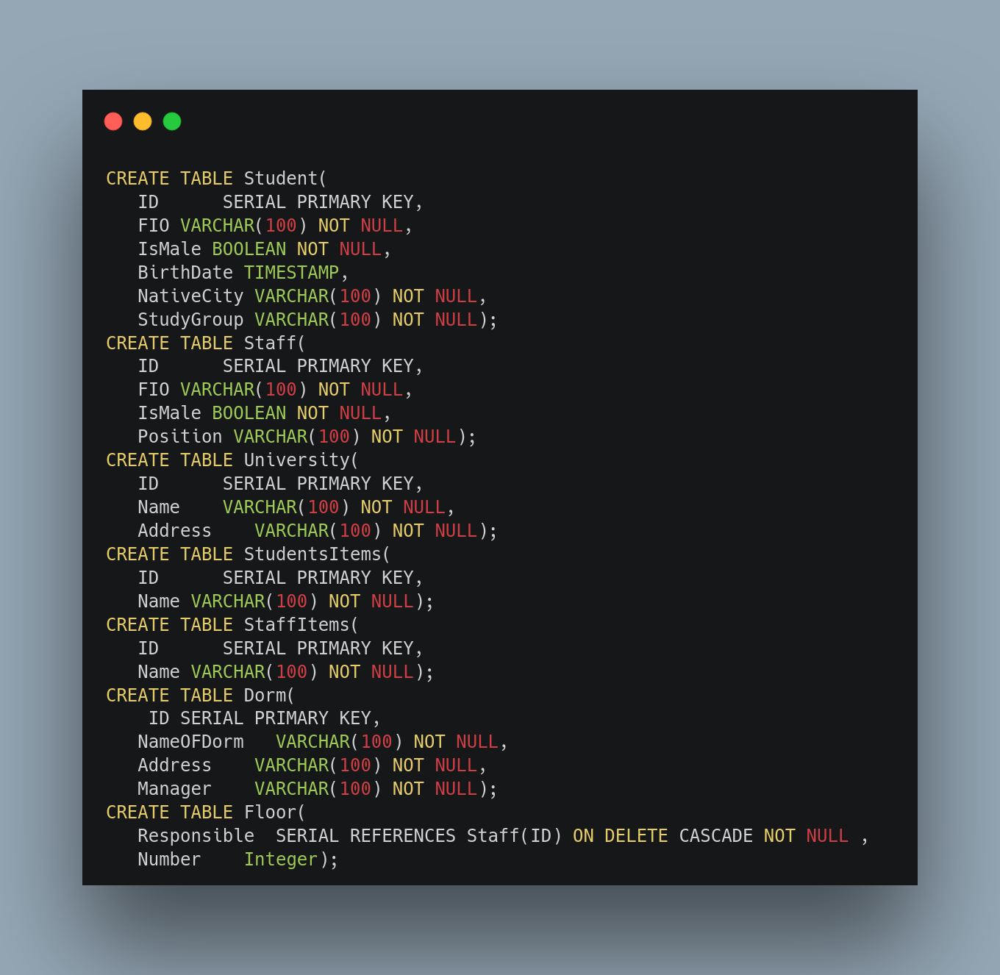 CREATE TABLE Student(
   ID      SERIAL PRIMARY KEY,
   FIO VARCHAR(100) NOT NULL,
   IsMale BOOLEAN NOT NULL,
   BirthDate TIMESTAMP,
   NativeCity VARCHAR(100) NOT NULL,
   StudyGroup VARCHAR(100) NOT NULL);
CREATE TABLE Staff(
   ID      SERIAL PRIMARY KEY,
   FIO VARCHAR(100) NOT NULL,
   IsMale BOOLEAN NOT NULL,
   Position VARCHAR(100) NOT NULL);
CREATE TABLE University(
   ID      SERIAL PRIMARY KEY,
   Name    VARCHAR(100) NOT NULL,
   Address    VARCHAR(100) NOT NULL);
CREATE TABLE StudentsItems(
   ID      SERIAL PRIMARY KEY,
   Name VARCHAR(100) NOT NULL);
CREATE TABLE StaffItems(
   ID      SERIAL PRIMARY KEY,
   Name VARCHAR(100) NOT NULL);
CREATE TABLE Dorm(
    ID SERIAL PRIMARY KEY,
   NameOFDorm   VARCHAR(100) NOT NULL,
   Address    VARCHAR(100) NOT NULL,
   Manager    VARCHAR(100) NOT NULL);
CREATE TABLE Floor(
   Responsible  SERIAL REFERENCES Staff(ID) ON DELETE CASCADE NOT NULL ,
   Number    Integer);